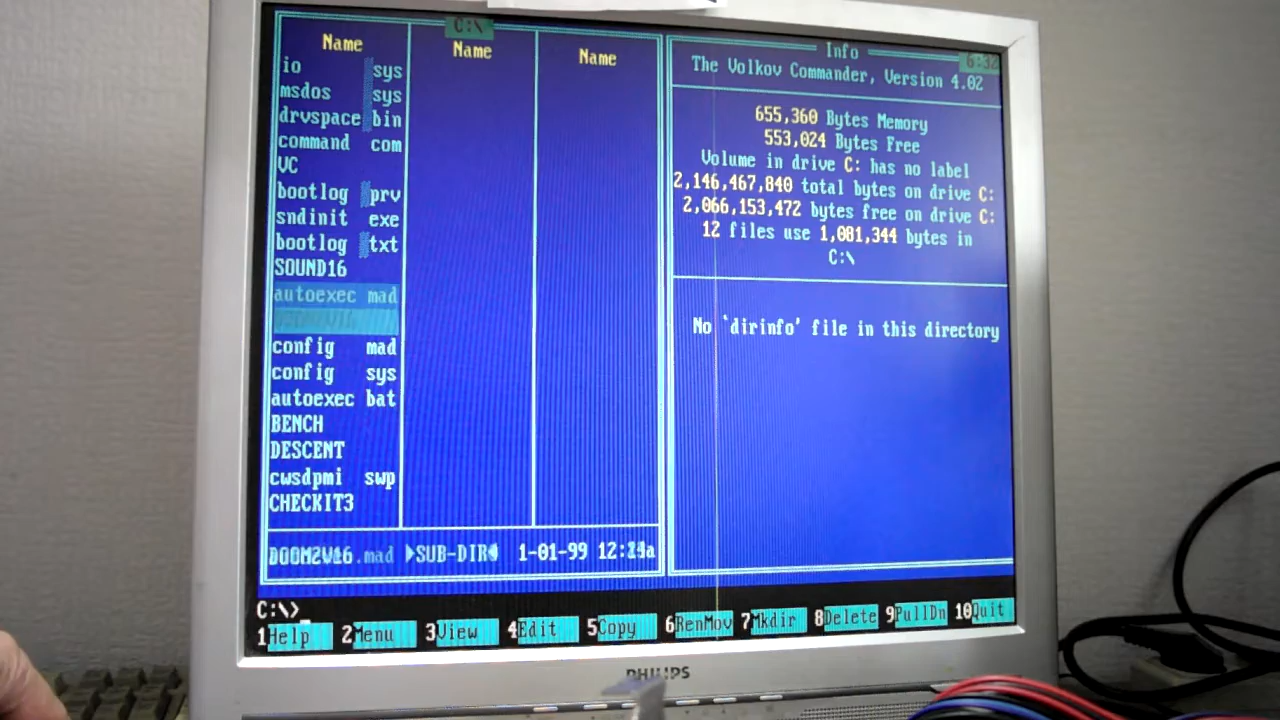 C:\
Name
Name
Name
io sys
msdos sys
drvspace bin
command com
VC
bootlog prv
sndinit exe
bootlog txt
SOUND16
autoexec mad
config mad
config sys
autoexec bat
BENCH
DESCENT
cwsdpmi swp
CHECKIT3
►SUB-DIR◄ 1-01-99
Info
The Volkov Commander, Version 4.02
655,360 Bytes Memory
553,024 Bytes Free
Volume in drive C: has no label
2,146,467,840 total bytes on drive C:
2,066,153,472 bytes free on drive C:
12 files use 1,081,344 bytes in
C:\
No 'dirinfo' file in this directory
C:\>
1Help 2Menu 3View 4Edit 5Copy 6RenMov 7Mkdir 8Delete 9PullDn 10Quit
PHILIPS